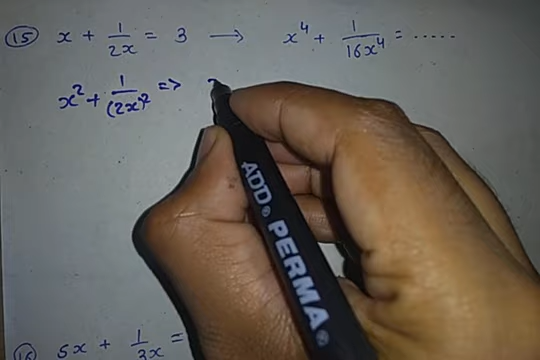 15 x + 1/2x = 3 → x⁴ + 1/16x⁴ = .....
x² + 1/(2x)² =>
ADD® PERMA®
16 5x + 1/3x =